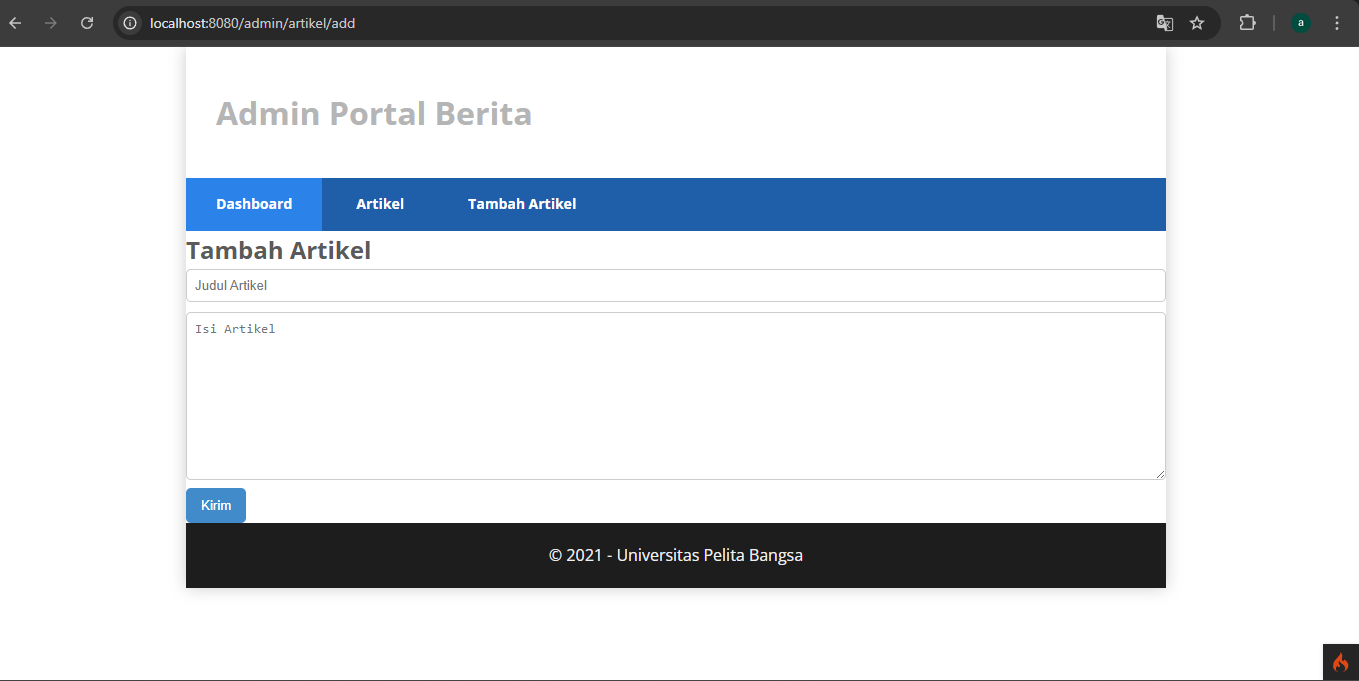 localhost:8080/admin/artikel/add
a
Admin Portal Berita
Dashboard Artikel Tambah Artikel
Tambah Artikel
Judul Artikel
Isi Artikel
Kirim
© 2021 - Universitas Pelita Bangsa